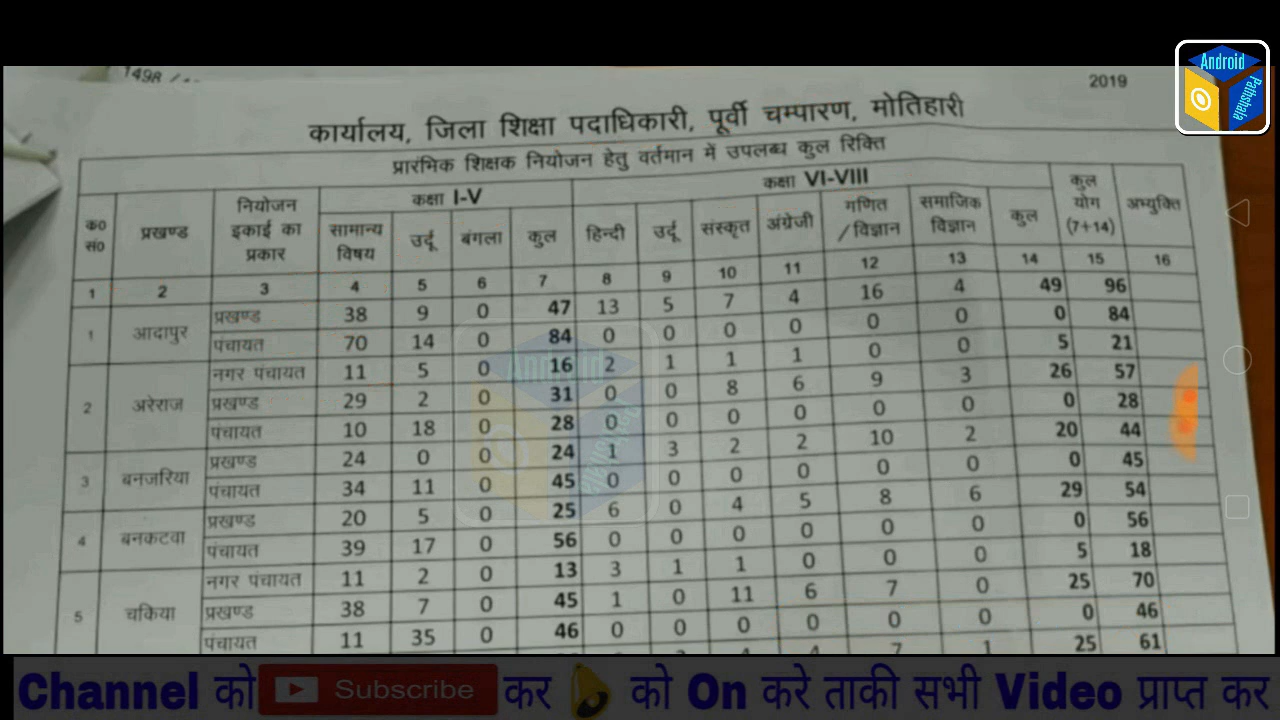 1498
2019
Android
Pathshala
कार्यालय, जिला शिक्षा पदाधिकारी, पूर्वी चम्पारण, मोतिहारी
प्रारंभिक शिक्षक नियोजन हेतु वर्तमान में उपलब्ध कुल रिक्ति
क0 सं0 प्रखण्ड नियोजन इकाई का प्रकार कक्षा I-V कक्षा VI-VIII कुल योग (7+14) अभ्युक्ति
सामान्य विषय उर्दू बंगला कुल हिन्दी उर्दू संस्कृत अंग्रेजी गणित /विज्ञान समाजिक विज्ञान कुल
1 2 3 4 5 6 7 8 9 10 11 12 13 14 15 16
1 आदापुर प्रखण्ड 38 9 0 47 13 5 7 4 16 4 49 96
पंचायत 70 14 0 84 0 0 0 0 0 0 0 84
2 अरेराज नगर पंचायत 11 5 0 16 2 1 1 1 0 0 5 21
प्रखण्ड 29 2 0 31 0 0 8 6 9 3 26 57
पंचायत 10 18 0 28 0 0 0 0 0 0 0 28
3 बनजरिया प्रखण्ड 24 0 0 24 1 3 2 2 10 2 20 44
पंचायत 34 11 0 45 0 0 0 0 0 0 0 45
4 बनकटवा प्रखण्ड 20 5 0 25 6 0 4 5 8 6 29 54
पंचायत 39 17 0 56 0 0 0 0 0 0 0 56
5 चकिया नगर पंचायत 11 2 0 13 3 1 1 0 0 0 5 18
प्रखण्ड 38 7 0 45 1 0 11 6 7 0 25 70
पंचायत 11 35 0 46 0 0 0 0 0 0 0 46
7 1 25 61
Channel को Subscribe कर को On करे ताकी सभी Video प्राप्त कर